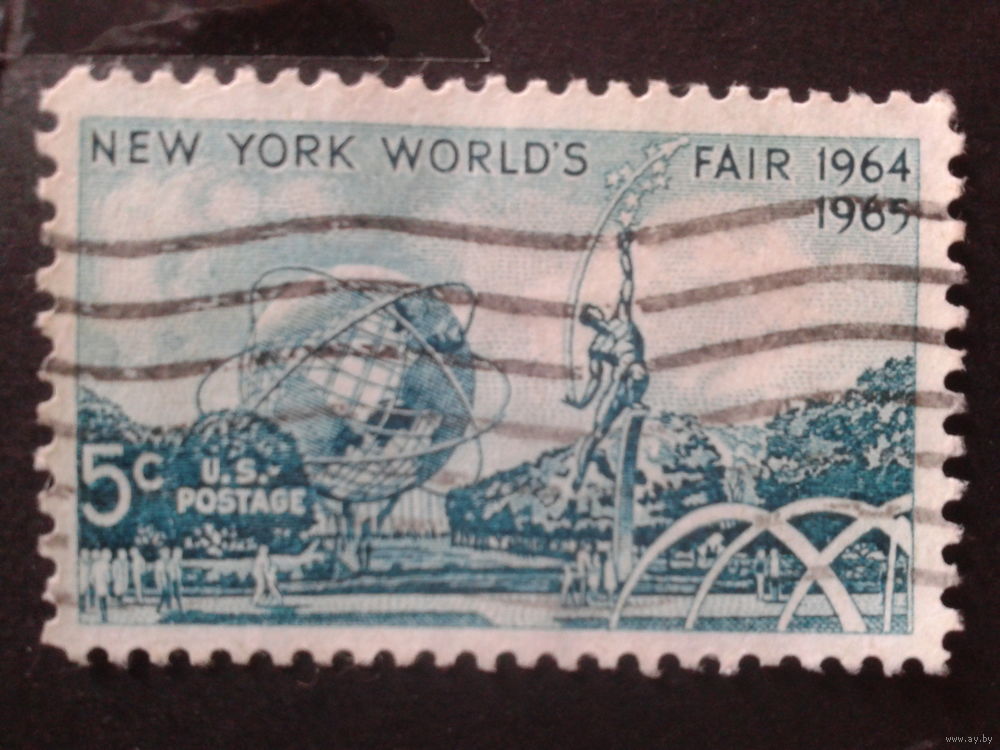 NEW YORK WORLD'S FAIR 1964
1965
5c U.S.
POSTAGE
www.ay.by